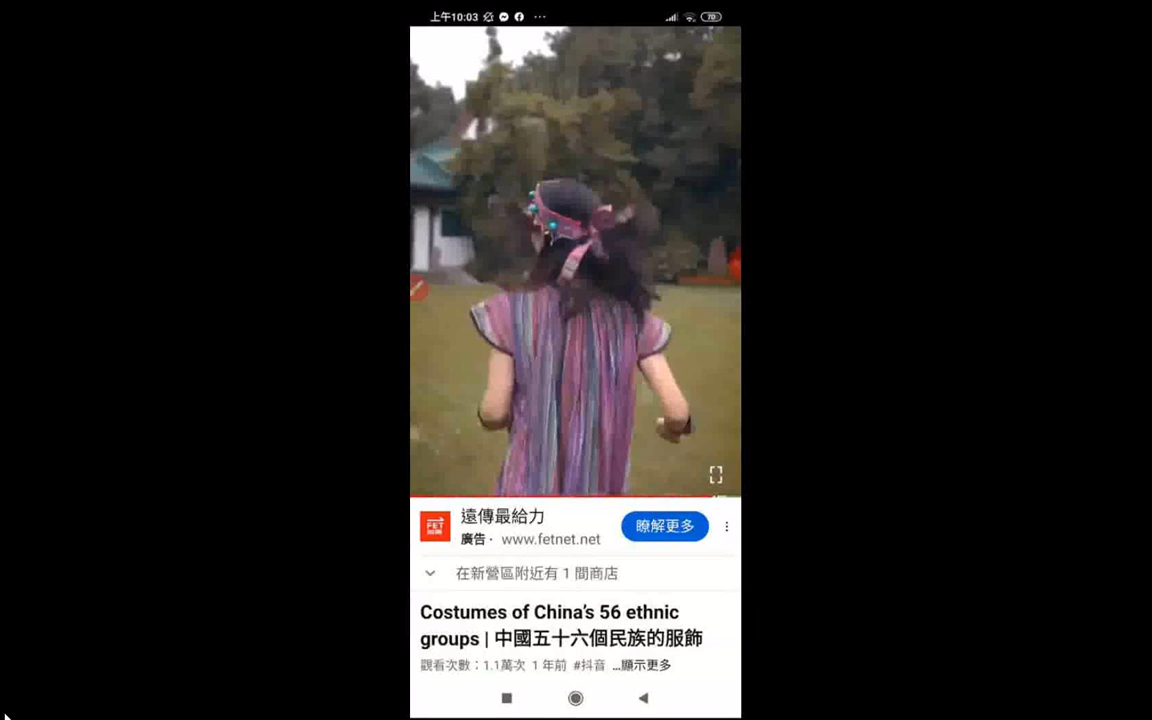 上午10:03
70
遠傳最給力
FET
廣告· www.fetnet.net
瞭解更多
在新營區附近有 1 間商店
Costumes of China’s 56 ethnic
groups | 中國五十六個民族的服飾
觀看次數：1.1萬次 1 年前 #抖音 ...顯示更多